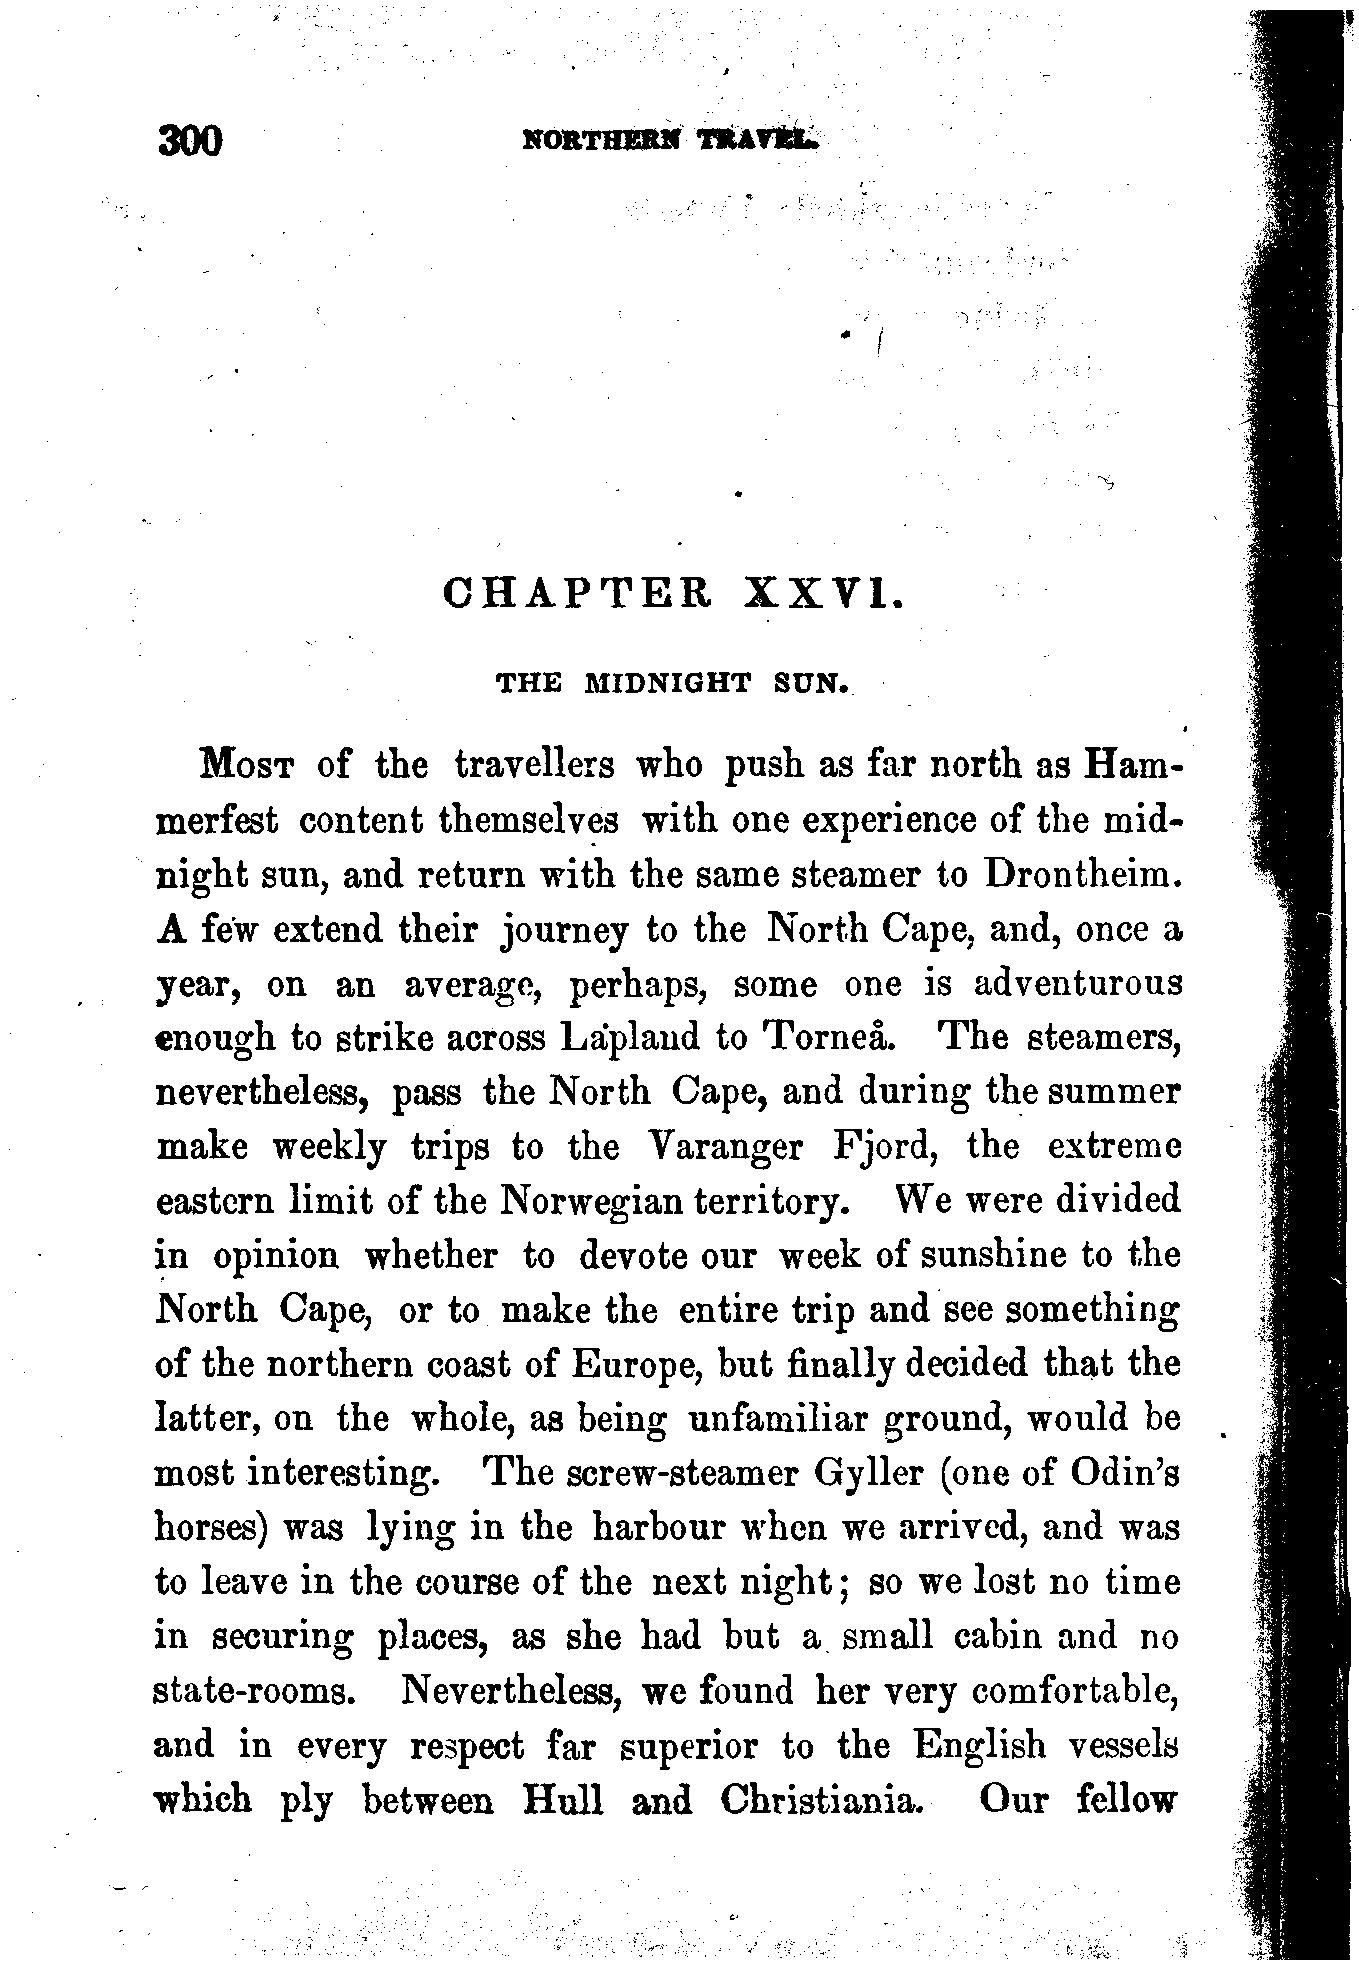 300 NORTHERN TRAVEL.
CHAPTER XXVI.
THE MIDNIGHT SUN.
MOST of the travellers who push as far north as Ham-
merfest content themselves with one experience of the mid-
night sun, and return with the same steamer to Drontheim.
A few extend their journey to the North Cape, and, once a
year, on an average, perhaps, some one is adventurous
enough to strike across Lapland to Torneå. The steamers,
nevertheless, pass the North Cape, and during the summer
make weekly trips to the Varanger Fjord, the extreme
eastern limit of the Norwegian territory. We were divided
in opinion whether to devote our week of sunshine to the
North Cape, or to make the entire trip and see something
of the northern coast of Europe, but finally decided that the
latter, on the whole, as being unfamiliar ground, would be
most interesting. The screw-steamer Gyller (one of Odin's
horses) was lying in the harbour when we arrived, and was
to leave in the course of the next night; so we lost no time
in securing places, as she had but a small cabin and no
state-rooms. Nevertheless, we found her very comfortable,
and in every respect far superior to the English vessels
which ply between Hull and Christiania. Our fellow